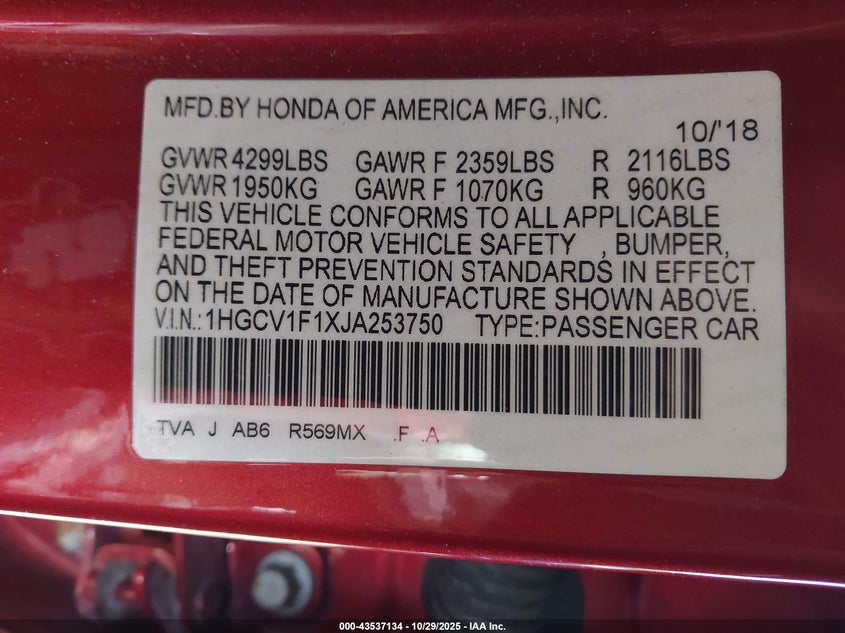 MFD.BY HONDA OF AMERICA MFG.,INC.
10/'18
GVWR 4299LBS GAWR F 2359LBS R 2116LBS
GVWR 1950KG GAWR F 1070KG R 960KG
THIS VEHICLE CONFORMS TO ALL APPLICABLE
FEDERAL MOTOR VEHICLE SAFETY , BUMPER,
AND THEFT PREVENTION STANDARDS IN EFFECT
ON THE DATE OF MANUFACTURE SHOWN ABOVE.
V.I.N.:1HGCV1F1XJA253750 TYPE:PASSENGER CAR
TVA J AB6 R569MX .F .A
000-43537134 - 10/29/2025 - IAA Inc.